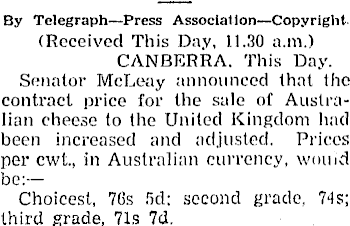 By Telegraph—Press Association—Copyright.
(Received This Day, 11.30 a.m.)
CANBERRA, This Day.
Senator McLeay announced that the
contract price for the sale of Austra-
lian cheese to the United Kingdom had
been increased and adjusted. Prices
per cwt., in Australian currency, would
be:—
Choicest, 76s 5d; second grade, 74s;
third grade, 71s 7d.